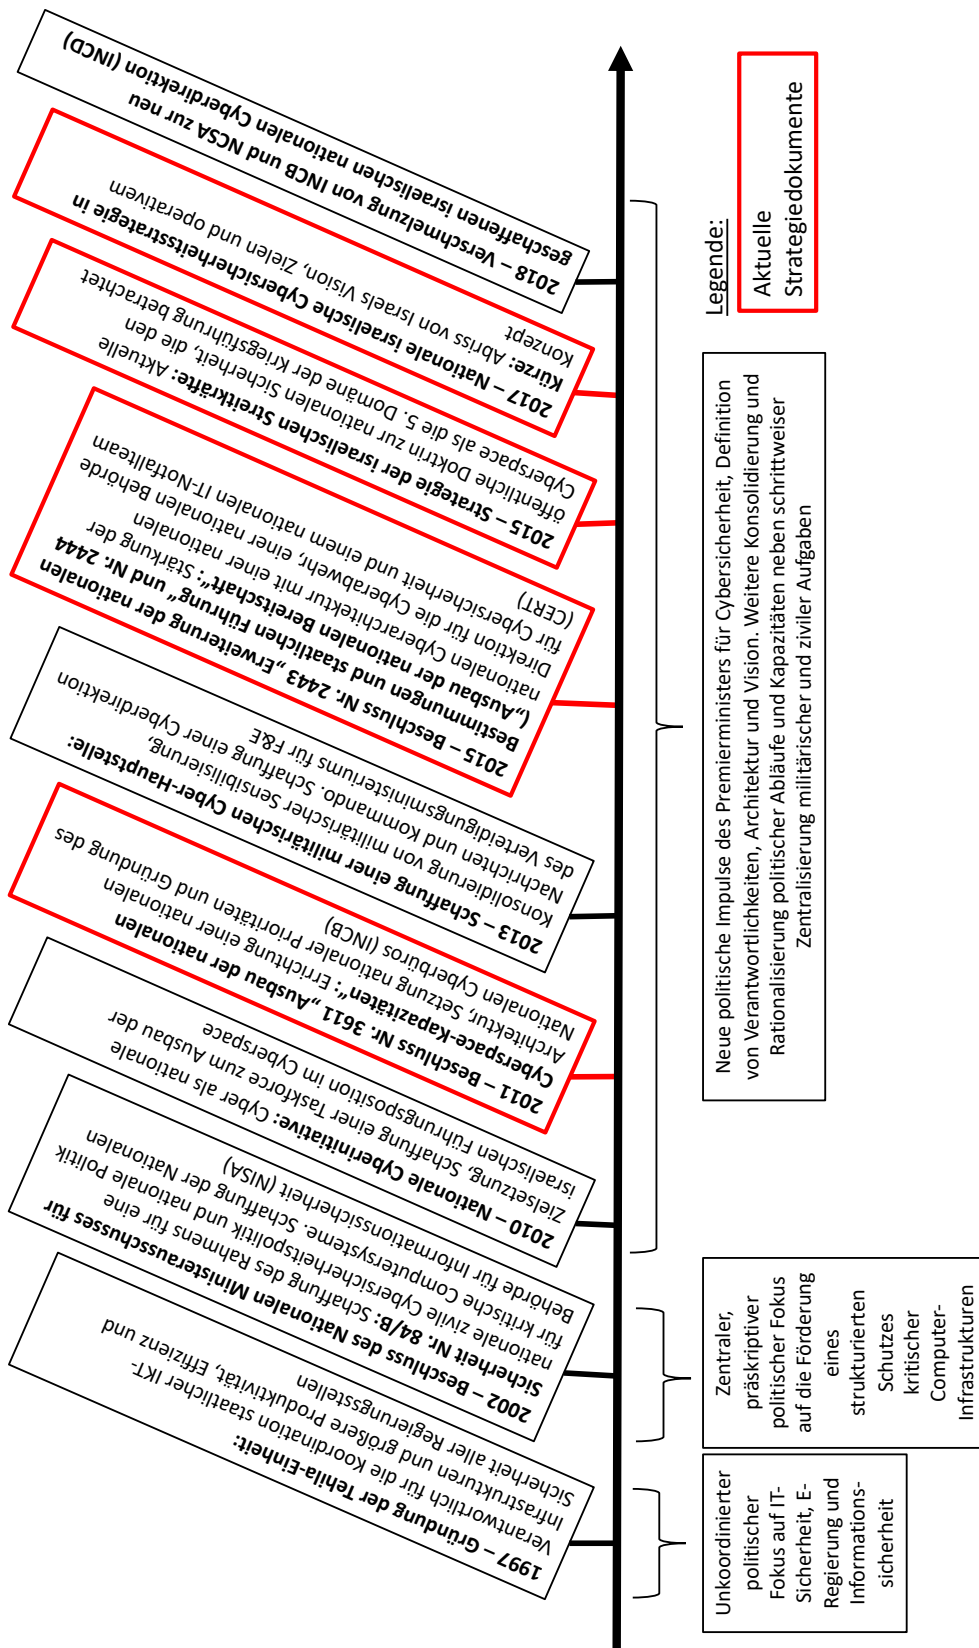 1997 – Gründung der Tehila-Einheit:
Verantwortlich für die Koordination staatlicher IKT-
Infrastrukturen und größere Produktivität, Effizienz und
Sicherheit aller Regierungsstellen
2002 – Beschluss des Nationalen Ministerausschusses für
Sicherheit Nr. 84/B: Schaffung des Rahmens für eine
nationale zivile Cybersicherheitspolitik und nationale Politik
für kritische Computersysteme. Schaffung der Nationalen
Behörde für Informationssicherheit (NISA)
2010 – Nationale Cyberinitiative: Cyber als nationale
Zielsetzung, Schaffung einer Taskforce zum Ausbau der
israelischen Führungsposition im Cyberspace
2011 – Beschluss Nr. 3611 „Ausbau der nationalen
Cyberspace-Kapazitäten“: Errichtung einer nationalen
Architektur, Setzung nationaler Prioritäten und Gründung des
Nationalen Cyberbüros (INCB)
2013 – Schaffung einer militärischen Cyber-Hauptstelle:
Konsolidierung von militärischer Sensibilisierung,
Nachrichten und Kommando. Schaffung einer Cyberdirektion
des Verteidigungsministeriums für F&E
2015 – Beschluss Nr. 2443 „Erweiterung der nationalen
Bestimmungen und staatlichen Führung“ und Nr. 2444
(„Ausbau der nationalen Bereitschaft“: Stärkung der
nationalen Cyberarchitektur mit einer nationalen
Direktion für die Cyberabwehr, einer nationalen Behörde
für Cybersicherheit und einem nationalen IT-Notfallteam
(CERT)
2015 – Strategie der israelischen Streitkräfte: Aktuelle
öffentliche Doktrin zur nationalen Sicherheit, die den
Cyberspace als die 5. Domäne der Kriegsführung betrachtet
2017 – Nationale israelische Cybersicherheitsstrategie in
Kürze: Abriss von Israels Vision, Zielen und operativem
Konzept
2018 – Verschmelzung von INCB und NCSA zur neu
geschaffenen israelischen nationalen Cyberdirektion (INCD)
Unkoordinierter
politischer
Fokus auf IT-
Sicherheit, E-
Regierung und
Informations-
sicherheit
Zentraler,
präskriptiver
politischer Fokus
auf die Förderung
eines
strukturierten
Schutzes
kritischer
Computer-
Infrastrukturen
Neue politische Impulse des Premierministers für Cybersicherheit, Definition
von Verantwortlichkeiten, Architektur und Vision. Weitere Konsolidierung und
Rationalisierung politischer Abläufe und Kapazitäten neben schrittweiser
Zentralisierung militärischer und ziviler Aufgaben
Legende:
Aktuelle
Strategiedokumente